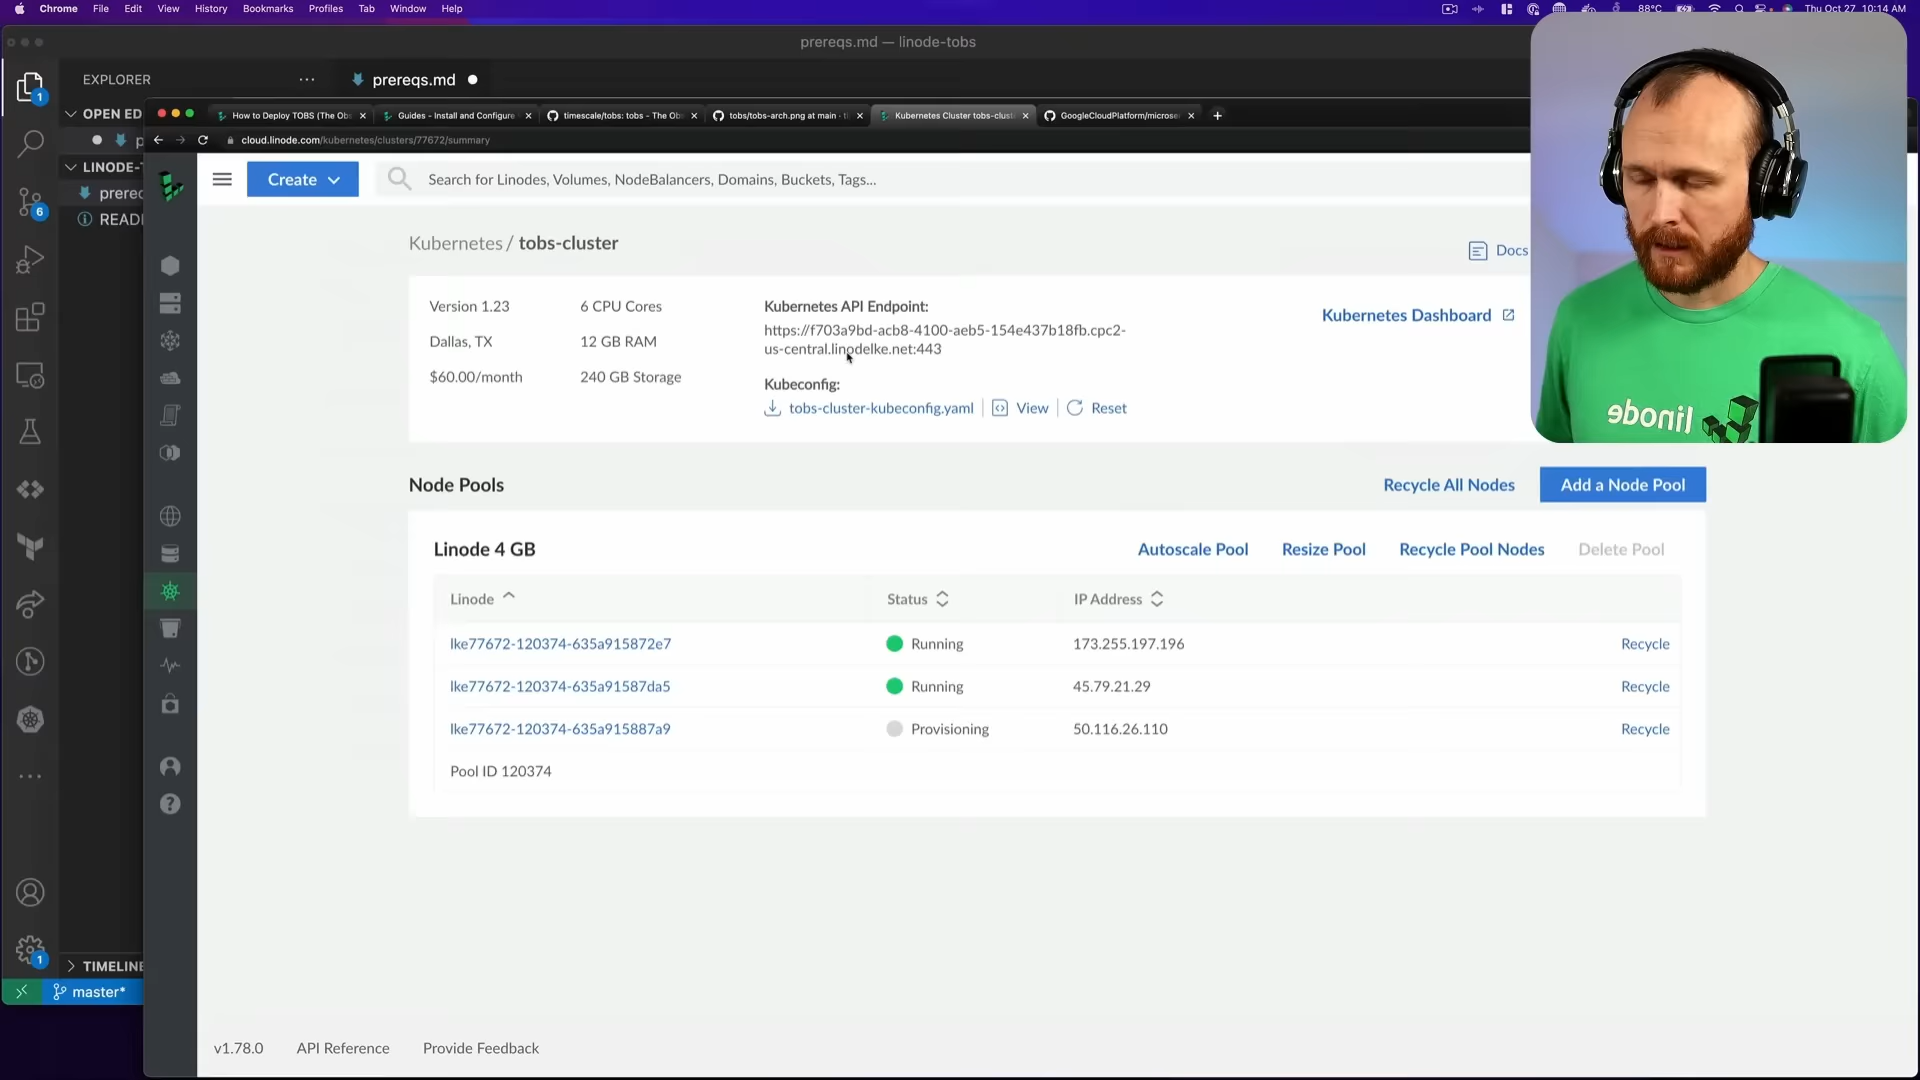 Chrome File Edit View History Bookmarks Profiles Tab Window Help
88°C
Thu Oct 27 10:14 AM
prereqs.md — linode-tobs
EXPLORER
prereqs.md
1
OPEN ED
How to Deploy TOBS (The Obs
Guides - Install and Configure
timescale/tobs: tobs - The Ob
tobs/tobs-arch.png at main · ti
Kubernetes Cluster tobs-clust
GoogleCloudPlatform/microse
cloud.linode.com/kubernetes/clusters/77672/summary
LINODE-T
prerec
READ
6
Create
Search for Linodes, Volumes, NodeBalancers, Domains, Buckets, Tags...
Kubernetes / tobs-cluster
Docs
Version 1.23
6 CPU Cores
Kubernetes API Endpoint:
Dallas, TX
12 GB RAM
https://f703a9bd-acb8-4100-aeb5-154e437b18fb.cpc2-
us-central.linodelke.net:443
Kubernetes Dashboard
$60.00/month
240 GB Storage
Kubeconfig:
tobs-cluster-kubeconfig.yaml
View
Reset
linode
Node Pools
Recycle All Nodes
Add a Node Pool
Linode 4 GB
Autoscale Pool
Resize Pool
Recycle Pool Nodes
Delete Pool
Linode
Status
IP Address
lke77672-120374-635a915872e7
Running
173.255.197.196
Recycle
lke77672-120374-635a91587da5
Running
45.79.21.29
Recycle
lke77672-120374-635a915887a9
Provisioning
50.116.26.110
Recycle
Pool ID 120374
1
TIMELINE
master*
v1.78.0
API Reference
Provide Feedback